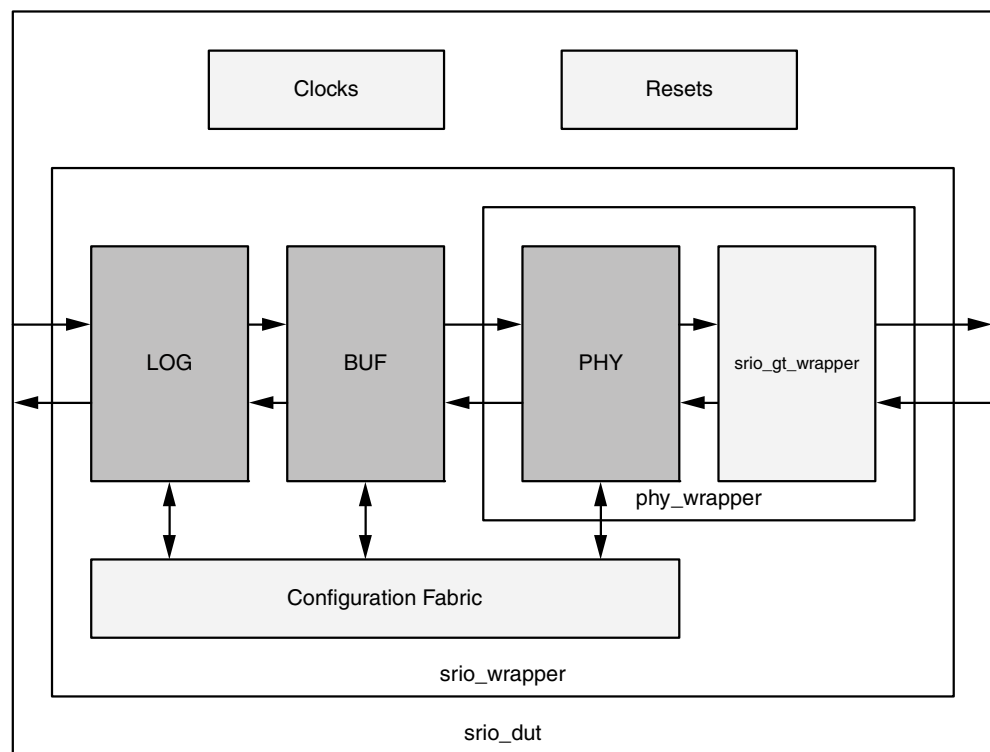 Clocks
Resets
LOG
BUF
PHY
srio_gt_wrapper
phy_wrapper
Configuration Fabric
srio_wrapper
srio_dut